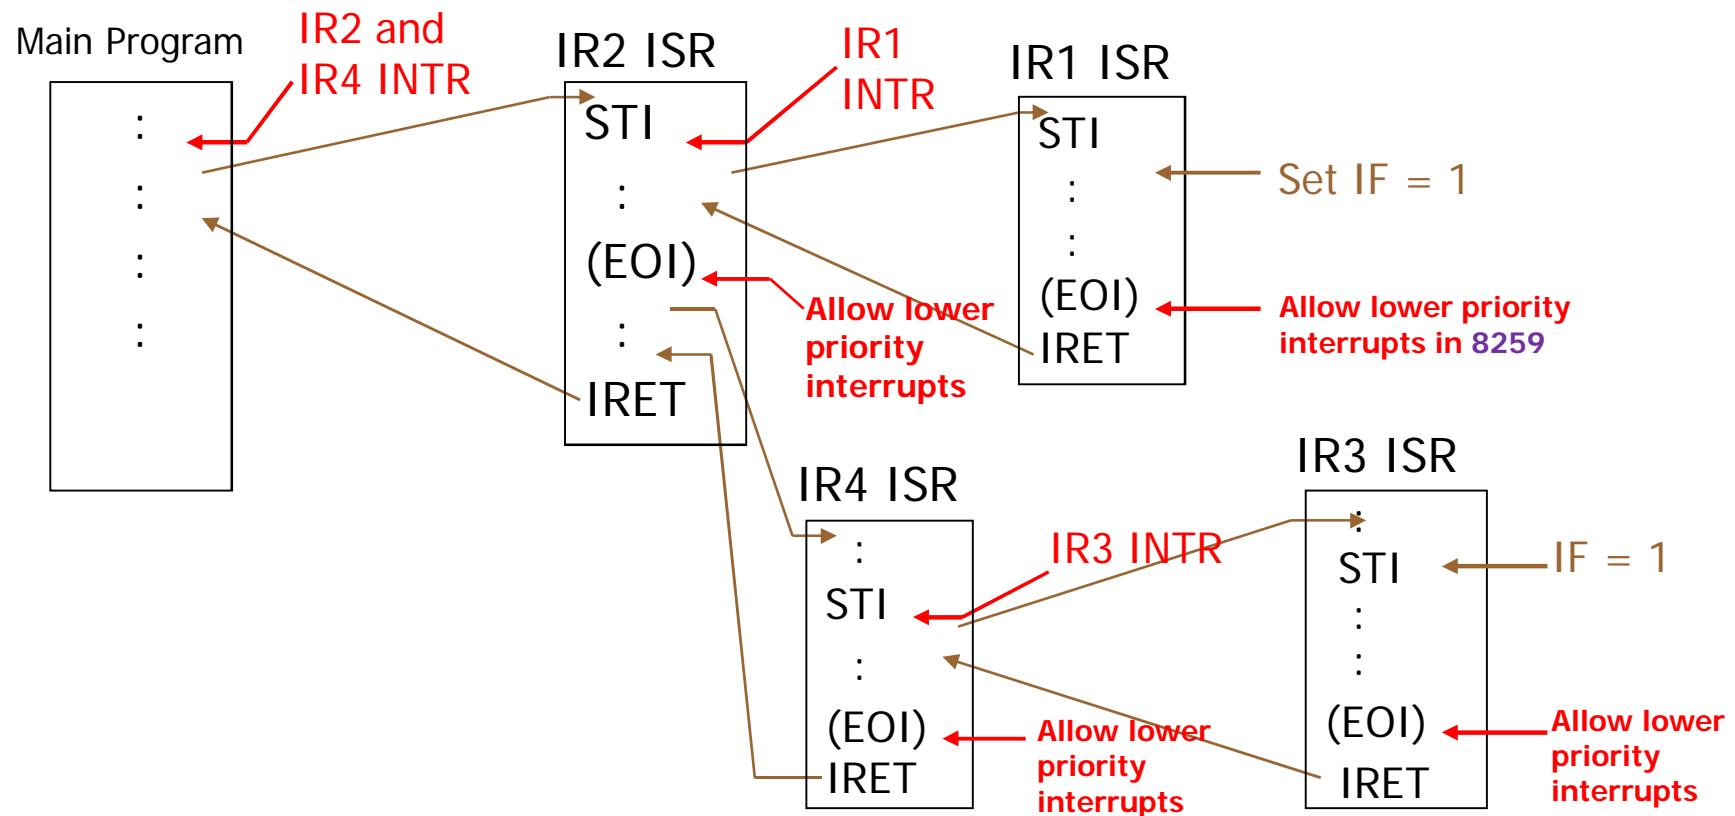 Main Program
:
:
:
:
IR2 and
IR4 INTR
IR2 ISR
STI
:
(EOI)
:
IRET
IR1
INTR
Allow lower
priority
interrupts
IR1 ISR
STI
:
:
(EOI)
IRET
Set IF = 1
Allow lower priority
interrupts in 8259
IR4 ISR
:
STI
:
(EOI)
IRET
IR3 INTR
Allow lower
priority
interrupts
IR3 ISR
:
STI
:
:
(EOI)
IRET
IF = 1
Allow lower
priority
interrupts